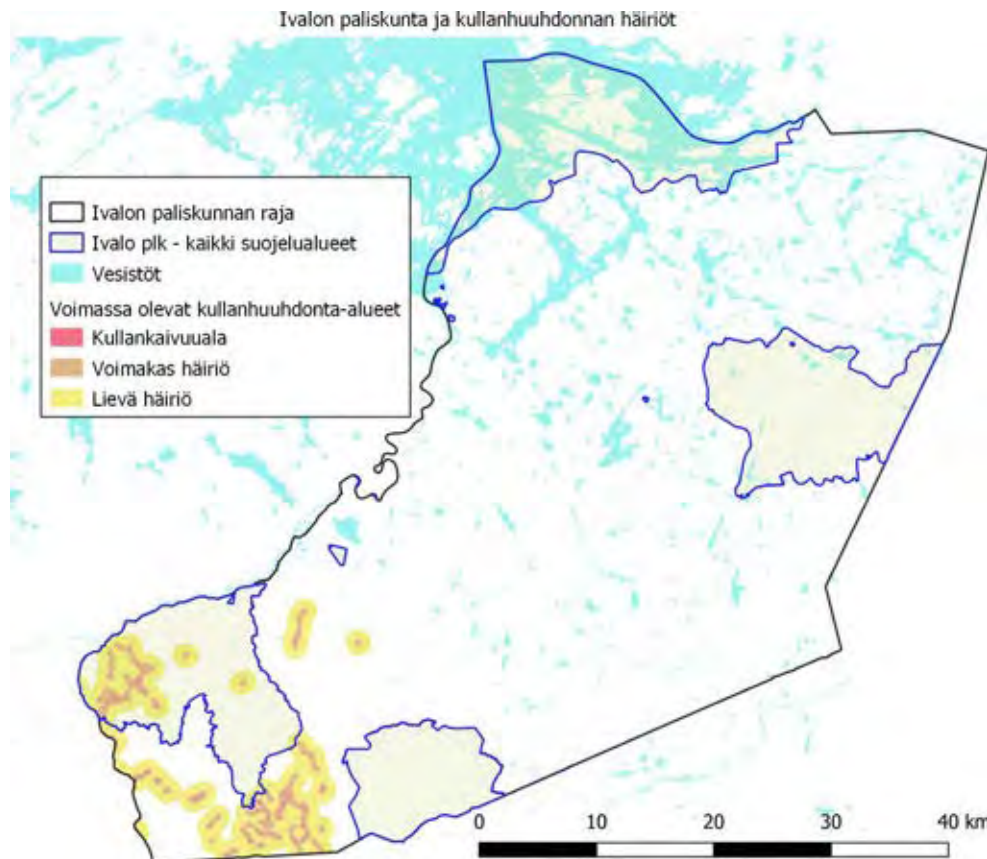 Ivalon paliskunta ja kullanhuuhdonnan häiriöt
Ivalon paliskunnan raja
Ivalo plk - kaikki suojelualueet
Vesistöt
Voimassa olevat kullanhuuhdonta-alueet
Kullankaivuuala
Voimakas häiriö
Lievä häiriö
0 10 20 30 40 km